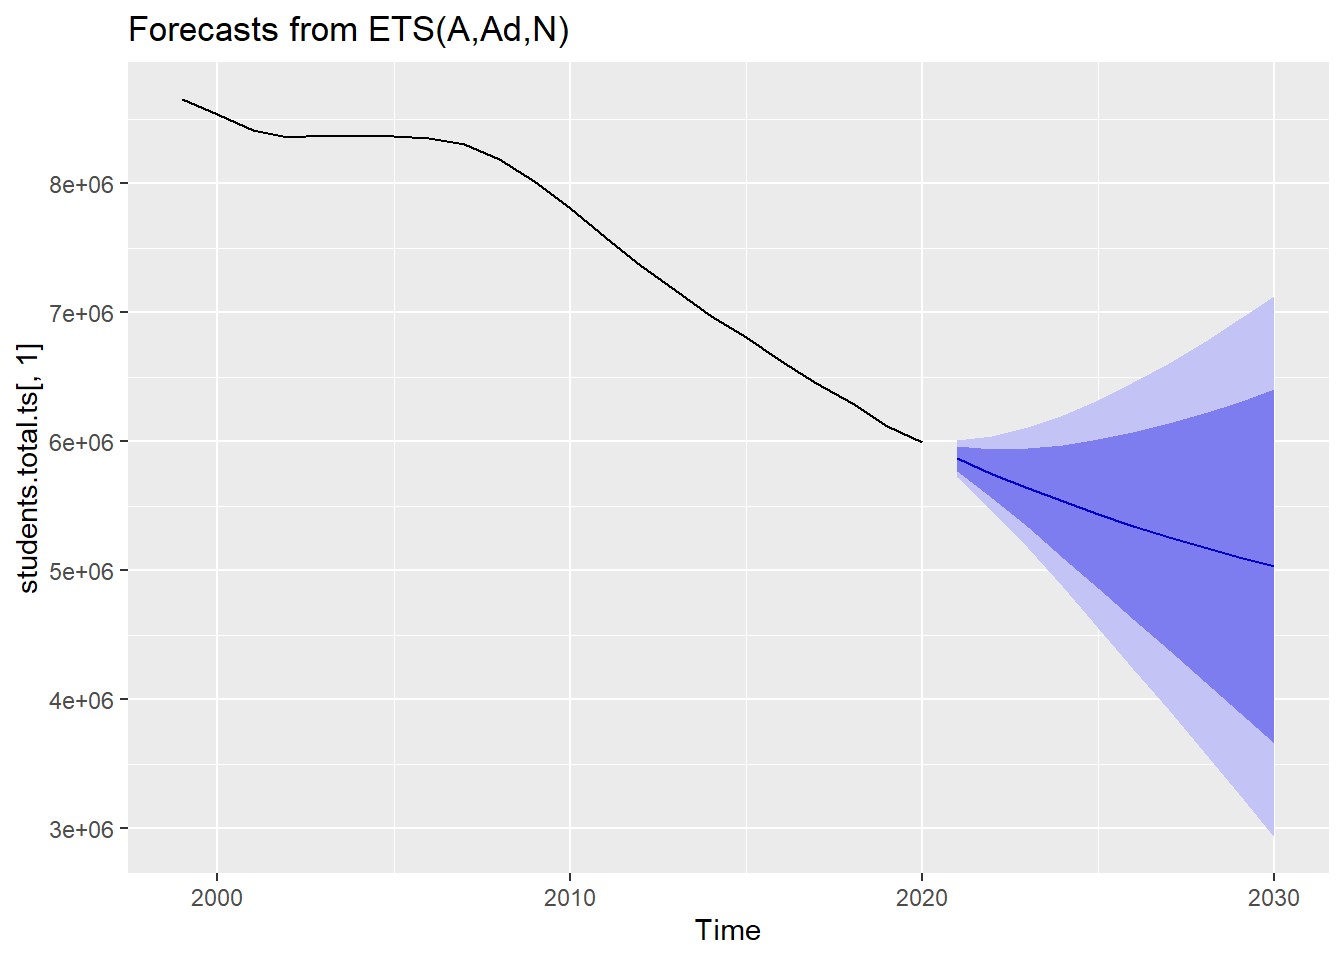 Forecasts from ETS(A,Ad,N)
students.total.ts[, 1]
8e+06
7e+06
6e+06
5e+06
4e+06
3e+06
2000 2010 2020 2030
Time